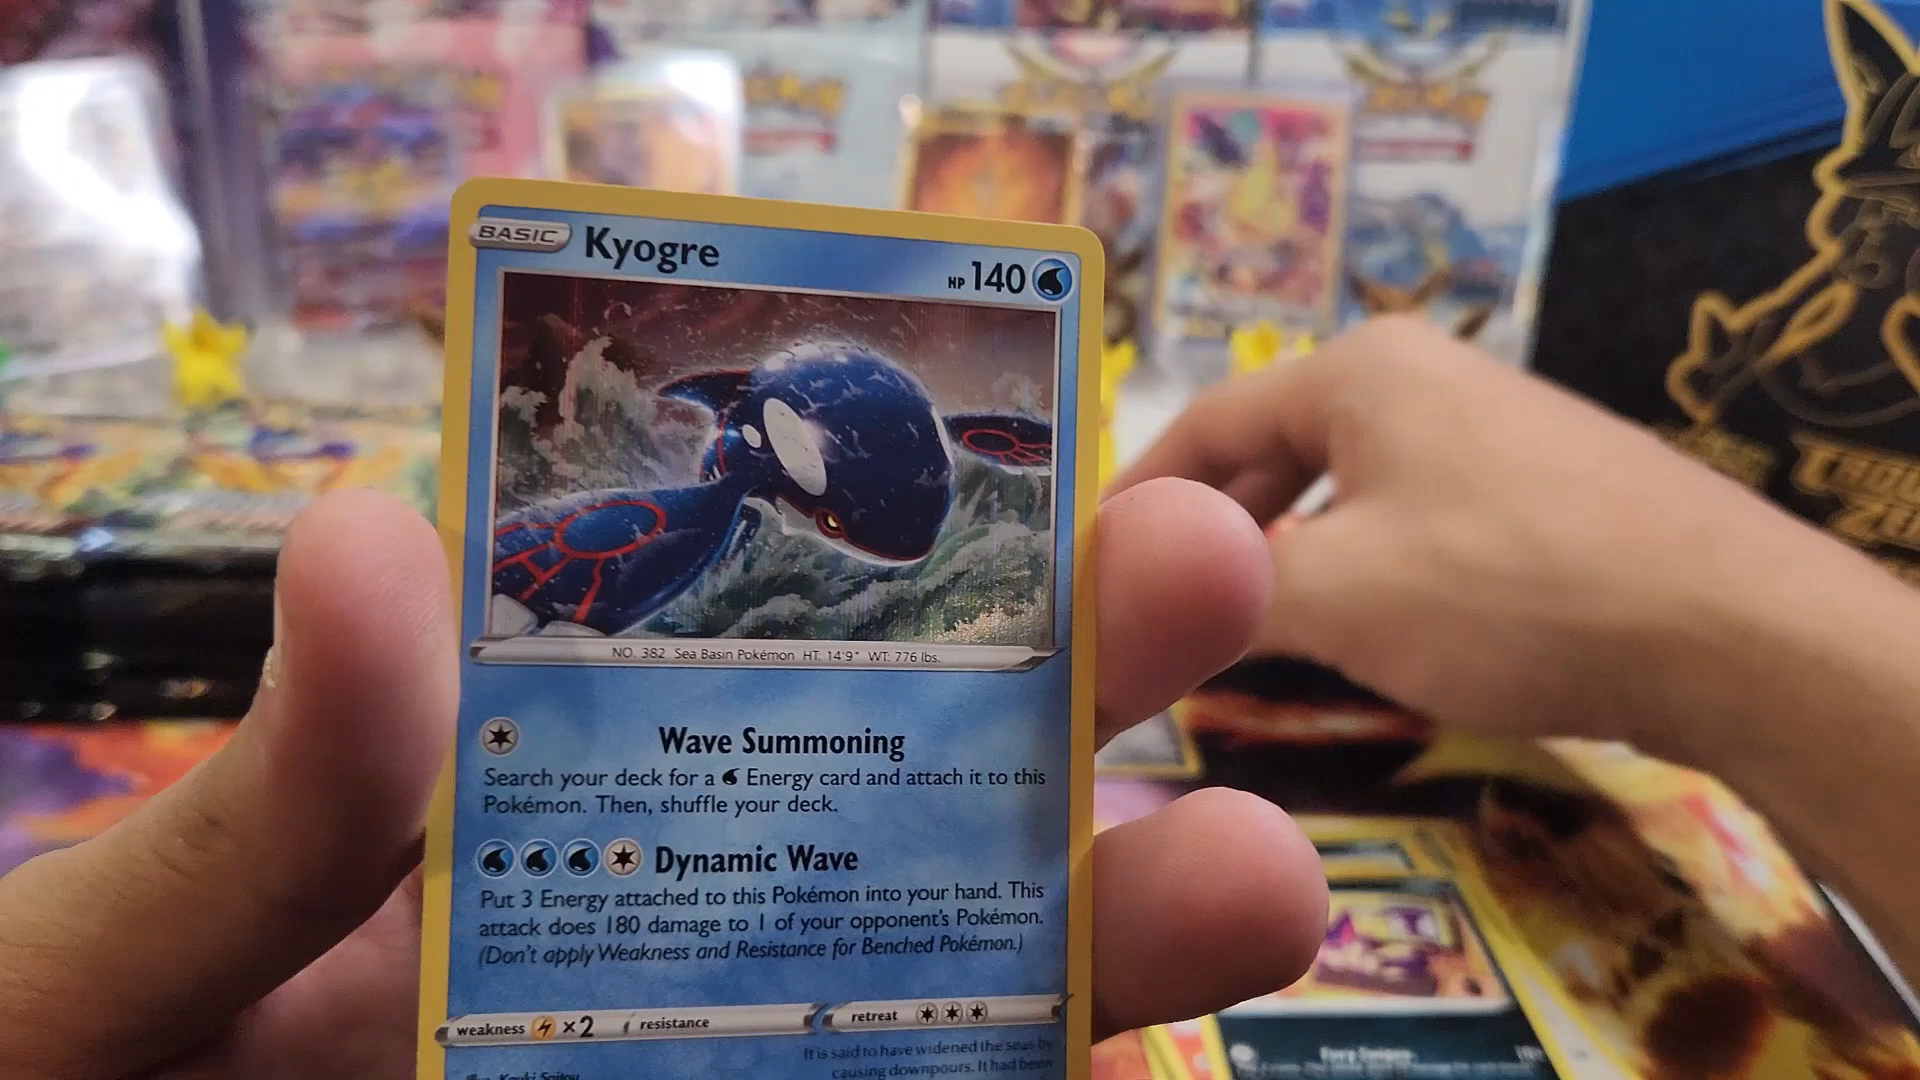 BASIC Kyogre HP 140
NO. 382 Sea Basin Pokémon HT: 14'9" WT: 776 lbs.
Wave Summoning
Search your deck for a Energy card and attach it to this
Pokémon. Then, shuffle your deck.
Dynamic Wave
Put 3 Energy attached to this Pokémon into your hand. This
attack does 180 damage to 1 of your opponent's Pokémon.
(Don't apply Weakness and Resistance for Benched Pokémon.)
weakness ×2 resistance retreat
It is said to have widened the seas by
causing downpours. It had been